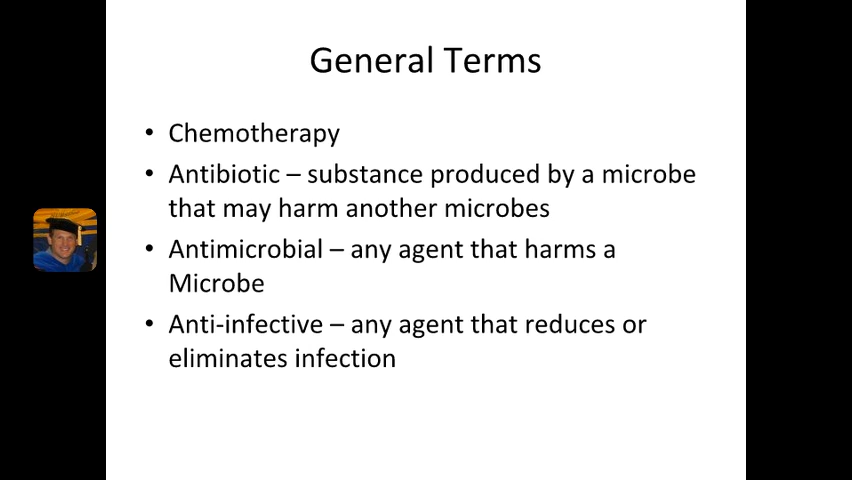 General Terms
• Chemotherapy
• Antibiotic – substance produced by a microbe
that may harm another microbes
• Antimicrobial – any agent that harms a
Microbe
• Anti-infective – any agent that reduces or
eliminates infection